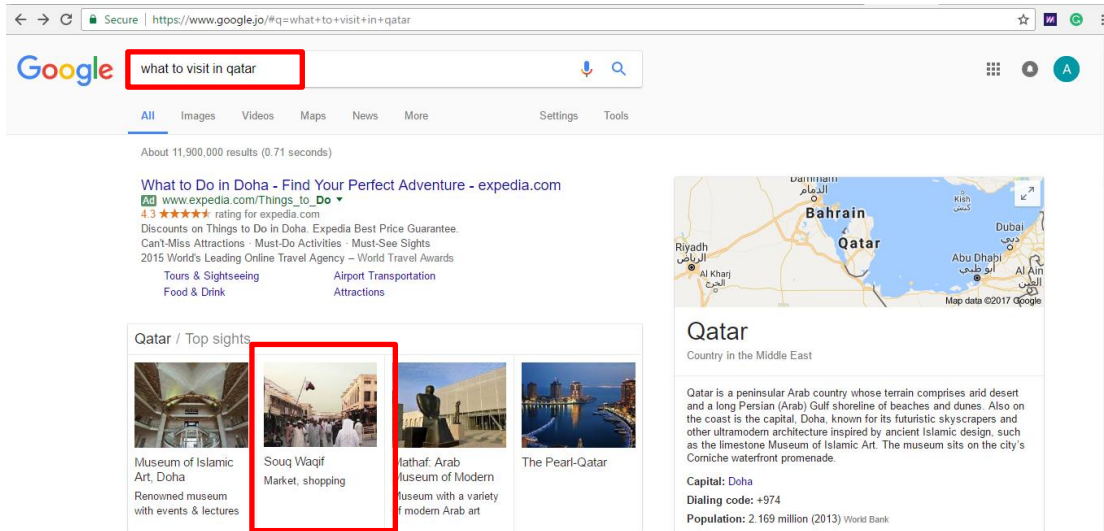 Secure | https://www.google.jo/#q=what+to+visit+in+qatar
Google
what to visit in qatar
A
All Images Videos Maps News More Settings Tools
About 11,900,000 results (0.71 seconds)
What to Do in Doha - Find Your Perfect Adventure - expedia.com
Ad www.expedia.com/Things_to_Do
4.3 ★★★★★ rating for expedia.com
Discounts on Things to Do in Doha. Expedia Best Price Guarantee.
Can't-Miss Attractions · Must-Do Activities · Must-See Sights
2015 World's Leading Online Travel Agency – World Travel Awards
Tours & Sightseeing Airport Transportation
Food & Drink Attractions
Qatar / Top sights
Museum of Islamic
Art, Doha
Renowned museum
with events & lectures
Souq Waqif
Market, shopping
Mathaf: Arab
Museum of Modern
Museum with a variety
of modern Arab art
The Pearl-Qatar
Dammam
الدمام
Bahrain
Kish
کیش
Qatar
Dubai
دبي
Riyadh
الرياض
Abu Dhabi
أبو ظبي
Al Kharj
الخرج
Al Ain
العين
Map data ©2017 Google
Qatar
Country in the Middle East
Qatar is a peninsular Arab country whose terrain comprises arid desert
and a long Persian (Arab) Gulf shoreline of beaches and dunes. Also on
the coast is the capital, Doha, known for its futuristic skyscrapers and
other ultramodern architecture inspired by ancient Islamic design, such
as the limestone Museum of Islamic Art. The museum sits on the city's
Corniche waterfront promenade.
Capital: Doha
Dialing code: +974
Population: 2.169 million (2013) World Bank